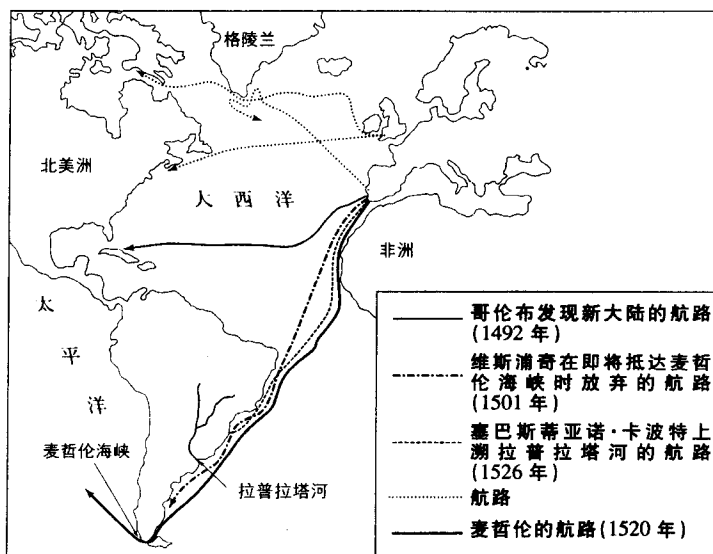 格陵兰
北美洲
大西洋
非洲
太
平
洋
麦哲伦海峡
拉普拉塔河
哥伦布发现新大陆的航路
(1492 年)
维斯浦奇在即将抵达麦哲
伦海峡时放弃的航路
(1501 年)
塞巴斯蒂亚诺·卡波特上
溯拉普拉塔河的航路
(1526 年)
航路
麦哲伦的航路(1520 年)